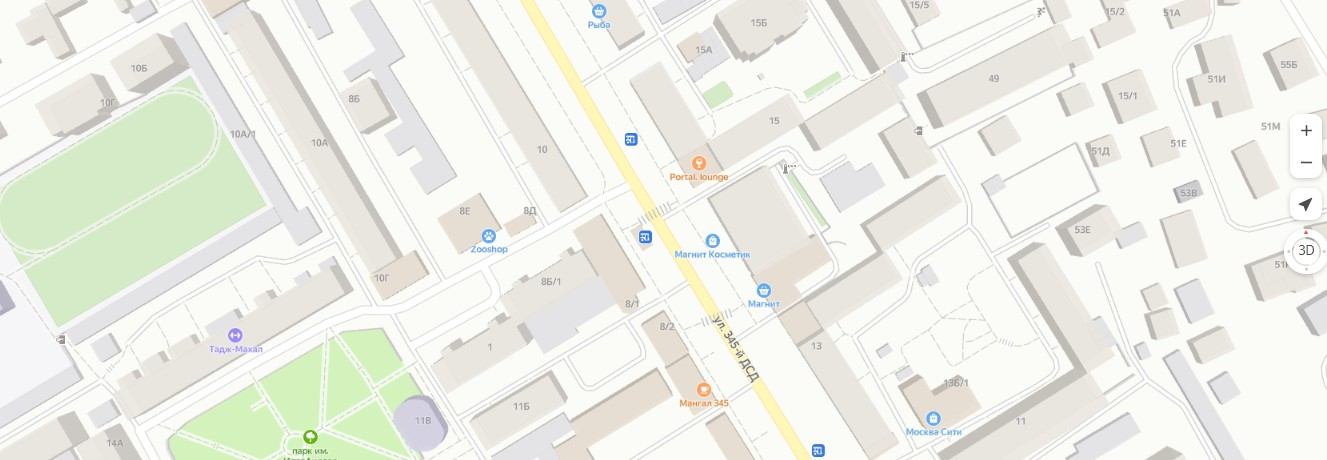 Рыба
15Б
15/5
15/2
51А
15А
10Б
55Б
49
51И
8Б
10Г
15/1
15
51М
10А/1
10А
10
51Е
51Д
Portal. lounge
53В
8Е
8Д
53Е
Zooshop
Магнит Косметик
3D
10Г
8Б/1
8/1
Магнит
ул. 345-й ДСД
8/2
Тадж-Махал
1
13
13Б/1
Мангал 345
11Б
11В
11
Москва Сити
14А
парк им.